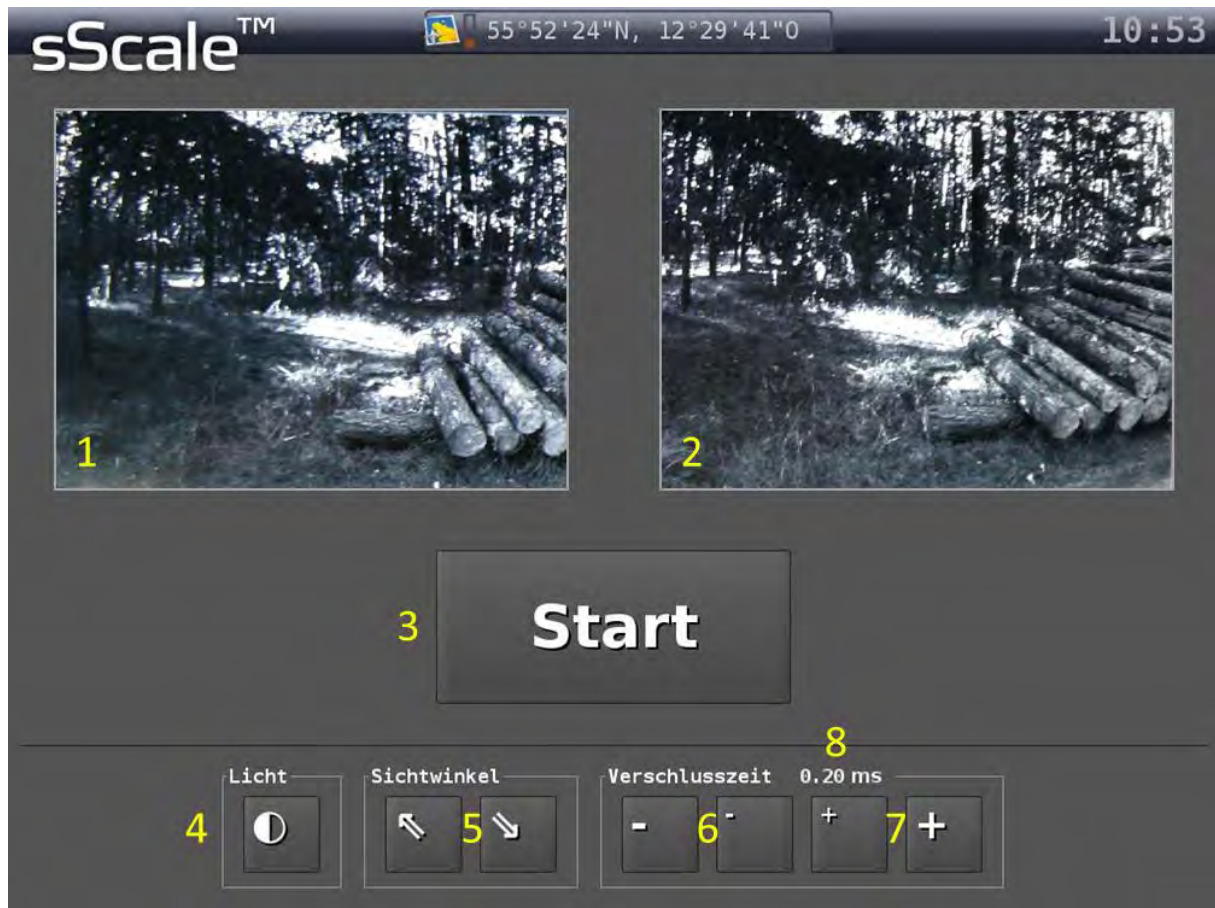 sScale™
55°52'24"N, 12°29'41"O
10:53
1
2
3
Start
8
Licht
Sichtwinkel
Verschlusszeit 0.20 ms
4
5
- 6 -
+ 7 +